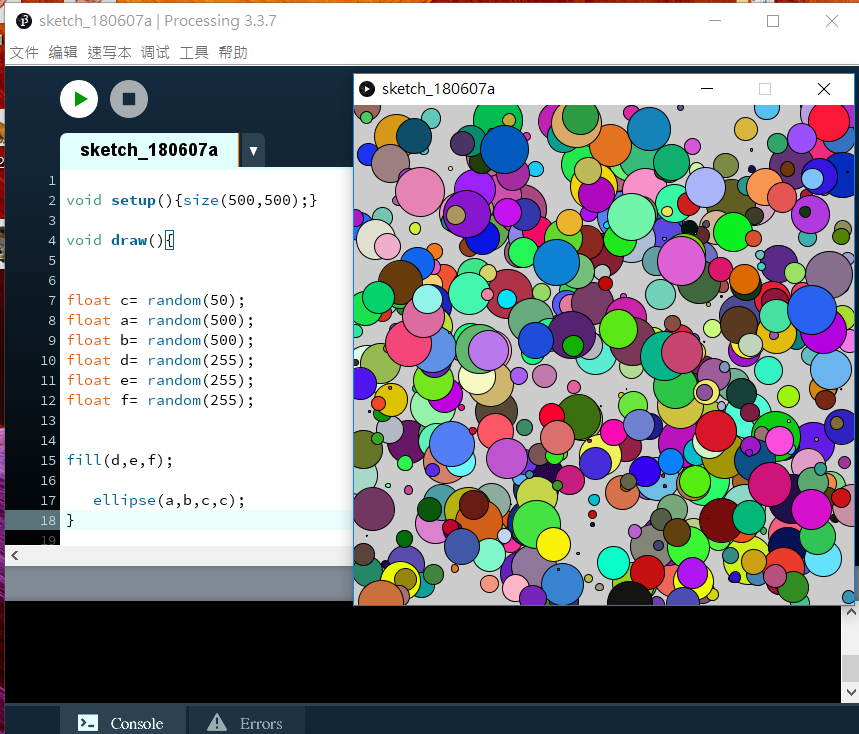 sketch_180607a | Processing 3.3.7
文件 编辑 速写本 调试 工具 帮助
sketch_180607a
sketch_180607a
1
2 void setup(){size(500,500);}
3
4 void draw(){
5
6
7 float c= random(50);
8 float a= random(500);
9 float b= random(500);
10 float d= random(255);
11 float e= random(255);
12 float f= random(255);
13
14
15 fill(d,e,f);
16
17 ellipse(a,b,c,c);
18 }
19
Console Errors